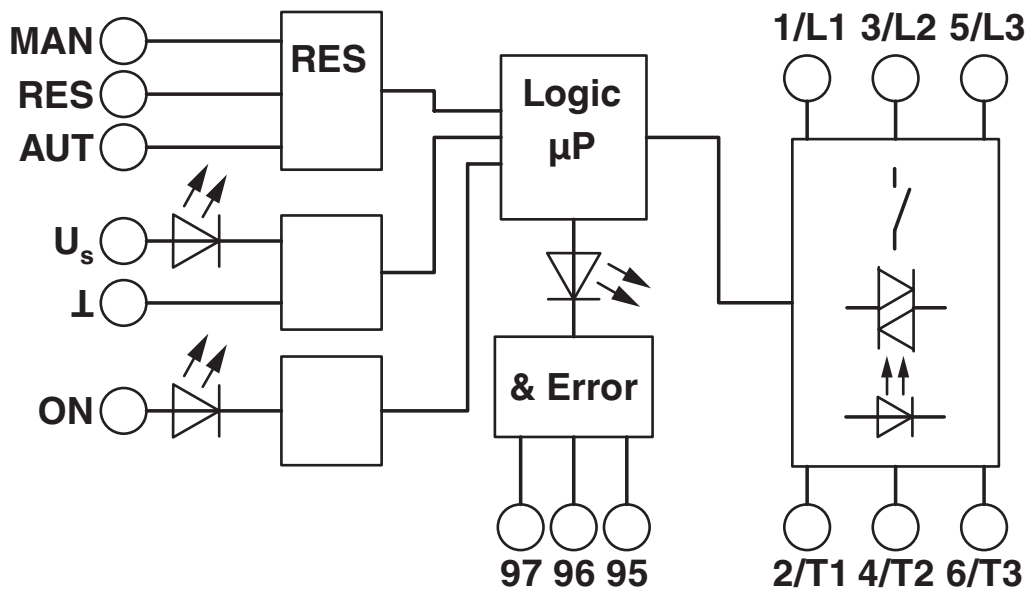 MAN
RES
AUT
RES
Us
⊥
ON
Logic
µP
& Error
97 96 95
1/L1 3/L2 5/L3
2/T1 4/T2 6/T3